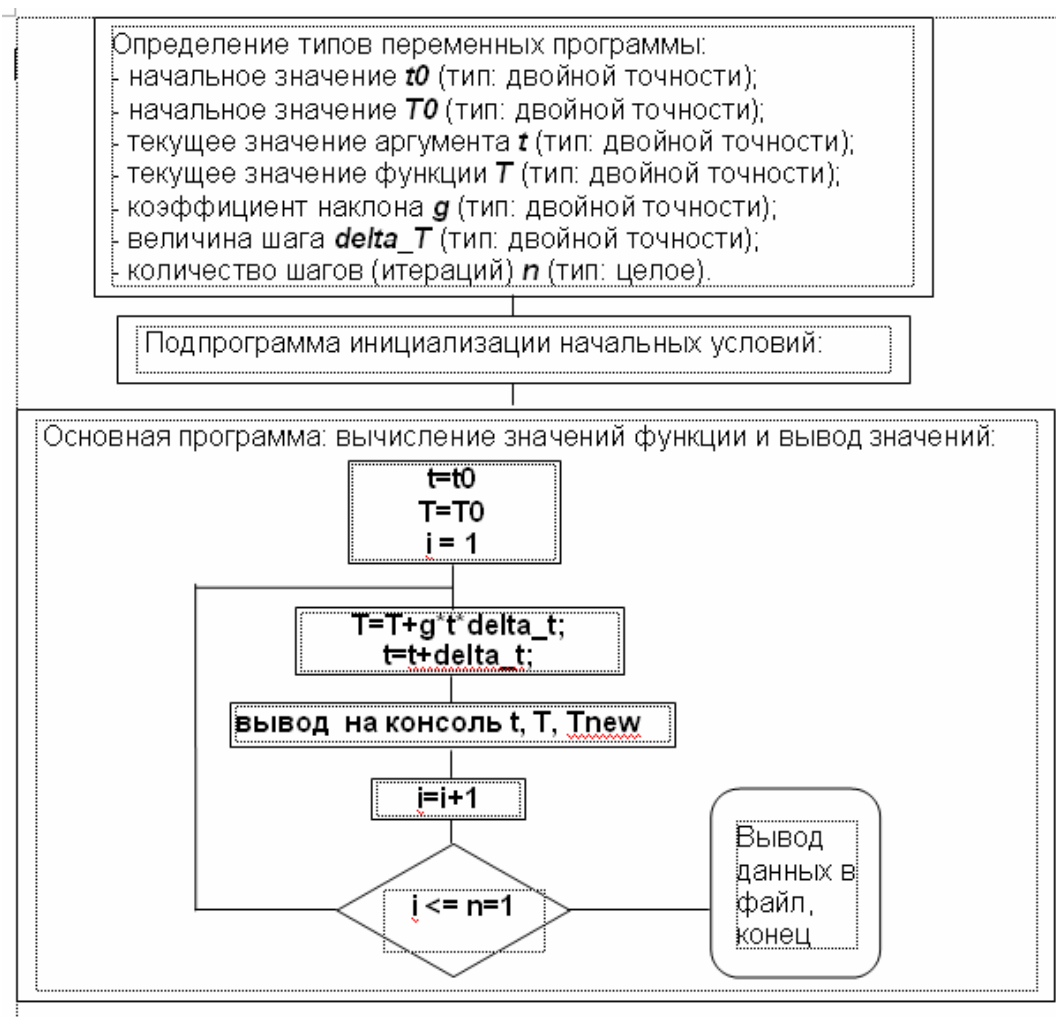 Определение типов переменных программы:
- начальное значение t0 (тип: двойной точности);
- начальное значение T0 (тип: двойной точности);
- текущее значение аргумента t (тип: двойной точности);
- текущее значение функции T (тип: двойной точности);
- коэффициент наклона g (тип: двойной точности);
- величина шага delta_T (тип: двойной точности);
- количество шагов (итераций) n (тип: целое).
Подпрограмма инициализации начальных условий:
Основная программа: вычисление значений функции и вывод значений:
t=t0
T=T0
i = 1
T=T+g*t*delta_t;
t=t+delta_t;
вывод на консоль t, T, Tnew
i=i+1
i <= n=1
Вывод
данных в
файл,
конец